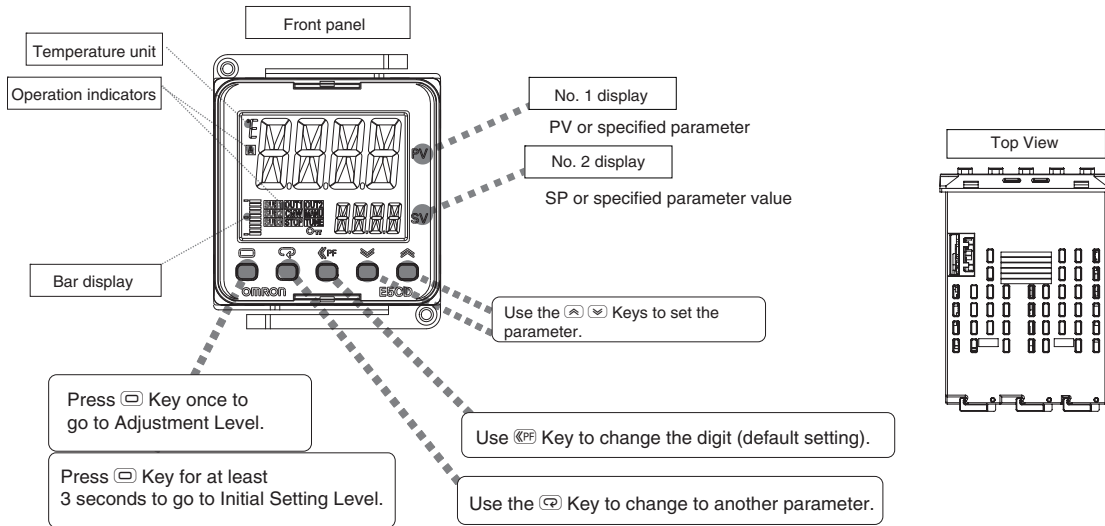 Front panel
Temperature unit
Operation indicators
No. 1 display
PV or specified parameter
No. 2 display
SP or specified parameter value
PV
SV
STOP TUNE
PF
OMRON
E5CD
Bar display
Use the Keys to set the
parameter.
Press Key once to
go to Adjustment Level.
Press Key for at least
3 seconds to go to Initial Setting Level.
Use PF Key to change the digit (default setting).
Use the Key to change to another parameter.
Top View